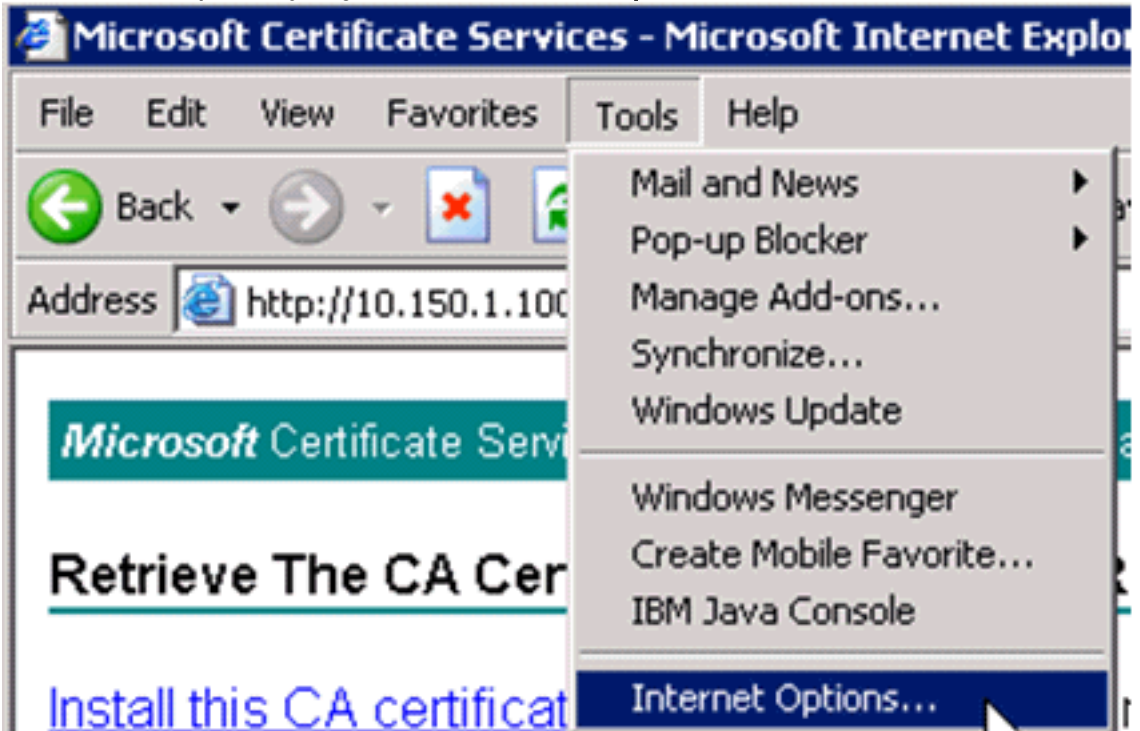 Microsoft Certificate Services - Microsoft Internet Explo
File Edit View Favorites Tools Help
Back
Address http://10.150.1.100
Mail and News
Pop-up Blocker
Manage Add-ons...
Synchronize...
Windows Update
Windows Messenger
Create Mobile Favorite...
IBM Java Console
Internet Options...
Microsoft Certificate Servi
Retrieve The CA Cer
Install this CA certificat